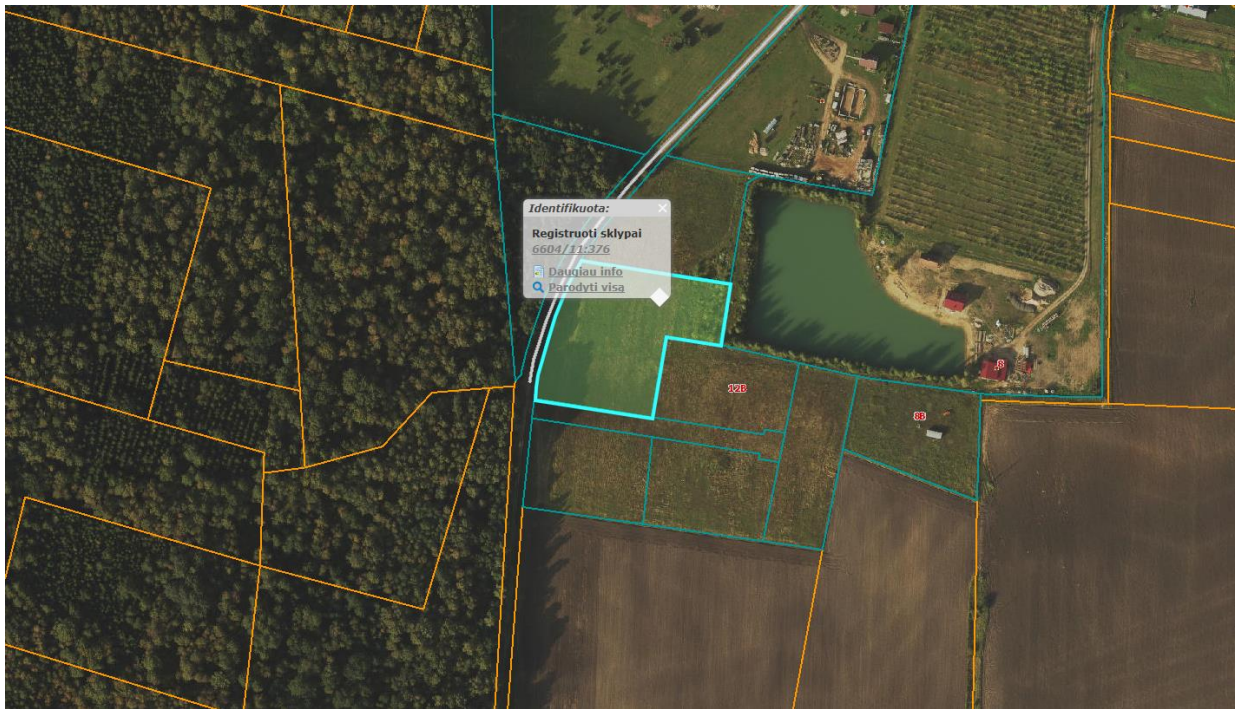 Identifikuota:
Registruoti sklypai
6604/11:376
Daugiau info
Parodyti visą
8
12B
8B